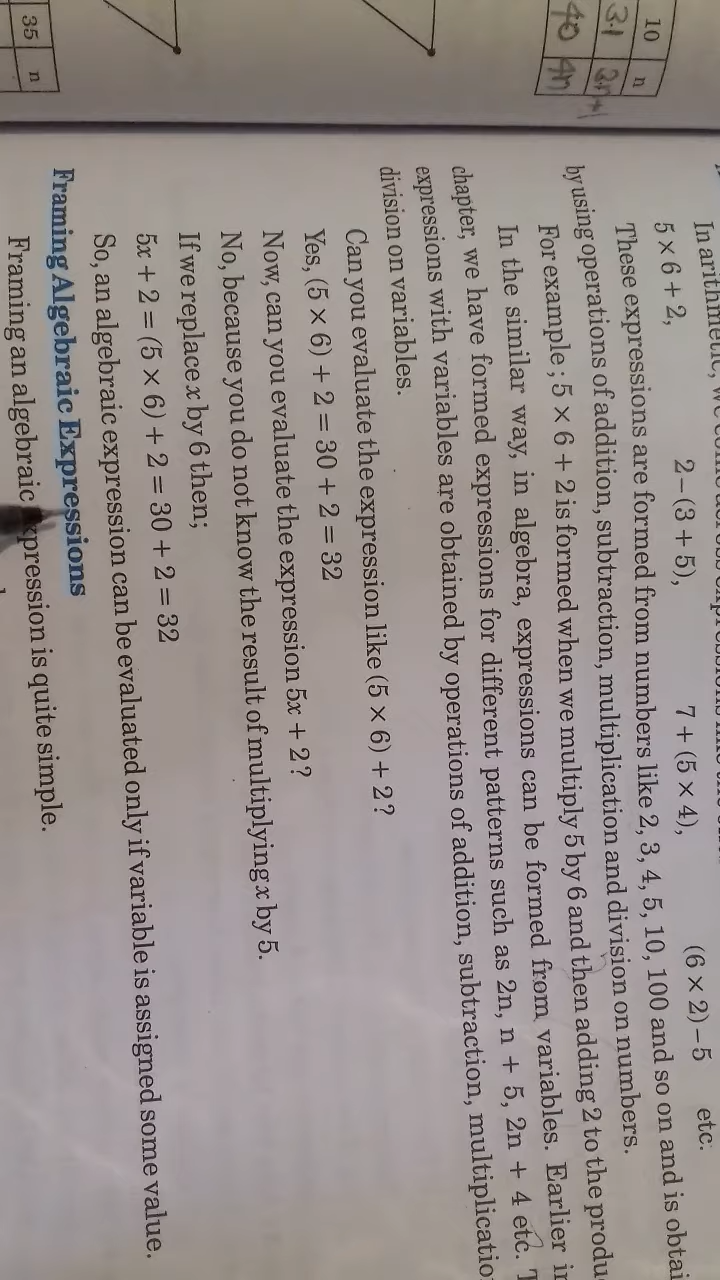 In arithmetic, we
5 × 6 + 2, 2 – (3 + 5), 7 + (5 × 4), (6 × 2) – 5 etc.
These expressions are formed from numbers like 2, 3, 4, 5, 10, 100 and so on and is obtai
by using operations of addition, subtraction, multiplication and division on numbers.
For example ; 5 × 6 + 2 is formed when we multiply 5 by 6 and then adding 2 to the produ
In the similar way, in algebra, expressions can be formed from variables. Earlier in
chapter, we have formed expressions for different patterns such as 2n, n + 5, 2n + 4 etc. T
expressions with variables are obtained by operations of addition, subtraction, multiplicatio
division on variables.
Can you evaluate the expression like (5 × 6) + 2 ?
Yes, (5 × 6) + 2 = 30 + 2 = 32
Now, can you evaluate the expression 5x + 2 ?
No, because you do not know the result of multiplying x by 5.
If we replace x by 6 then;
5x + 2 = (5 × 6) + 2 = 30 + 2 = 32
So, an algebraic expression can be evaluated only if variable is assigned some value.
Framing Algebraic Expressions
Framing an algebraic expression is quite simple.
10 n
31 3n+1
40 4n
35 n